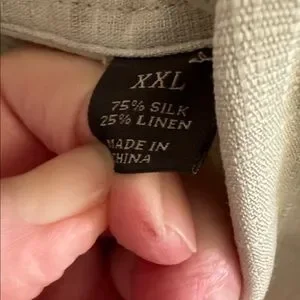 XXL
75% SILK
25% LINEN
MADE IN
CHINA